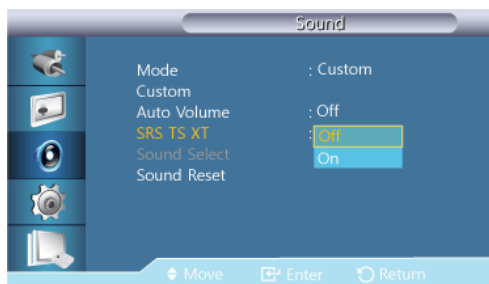 Sound
Mode : Custom
Custom
Auto Volume : Off
SRS TS XT : Off
On
Sound Select
Sound Reset
Move Enter Return